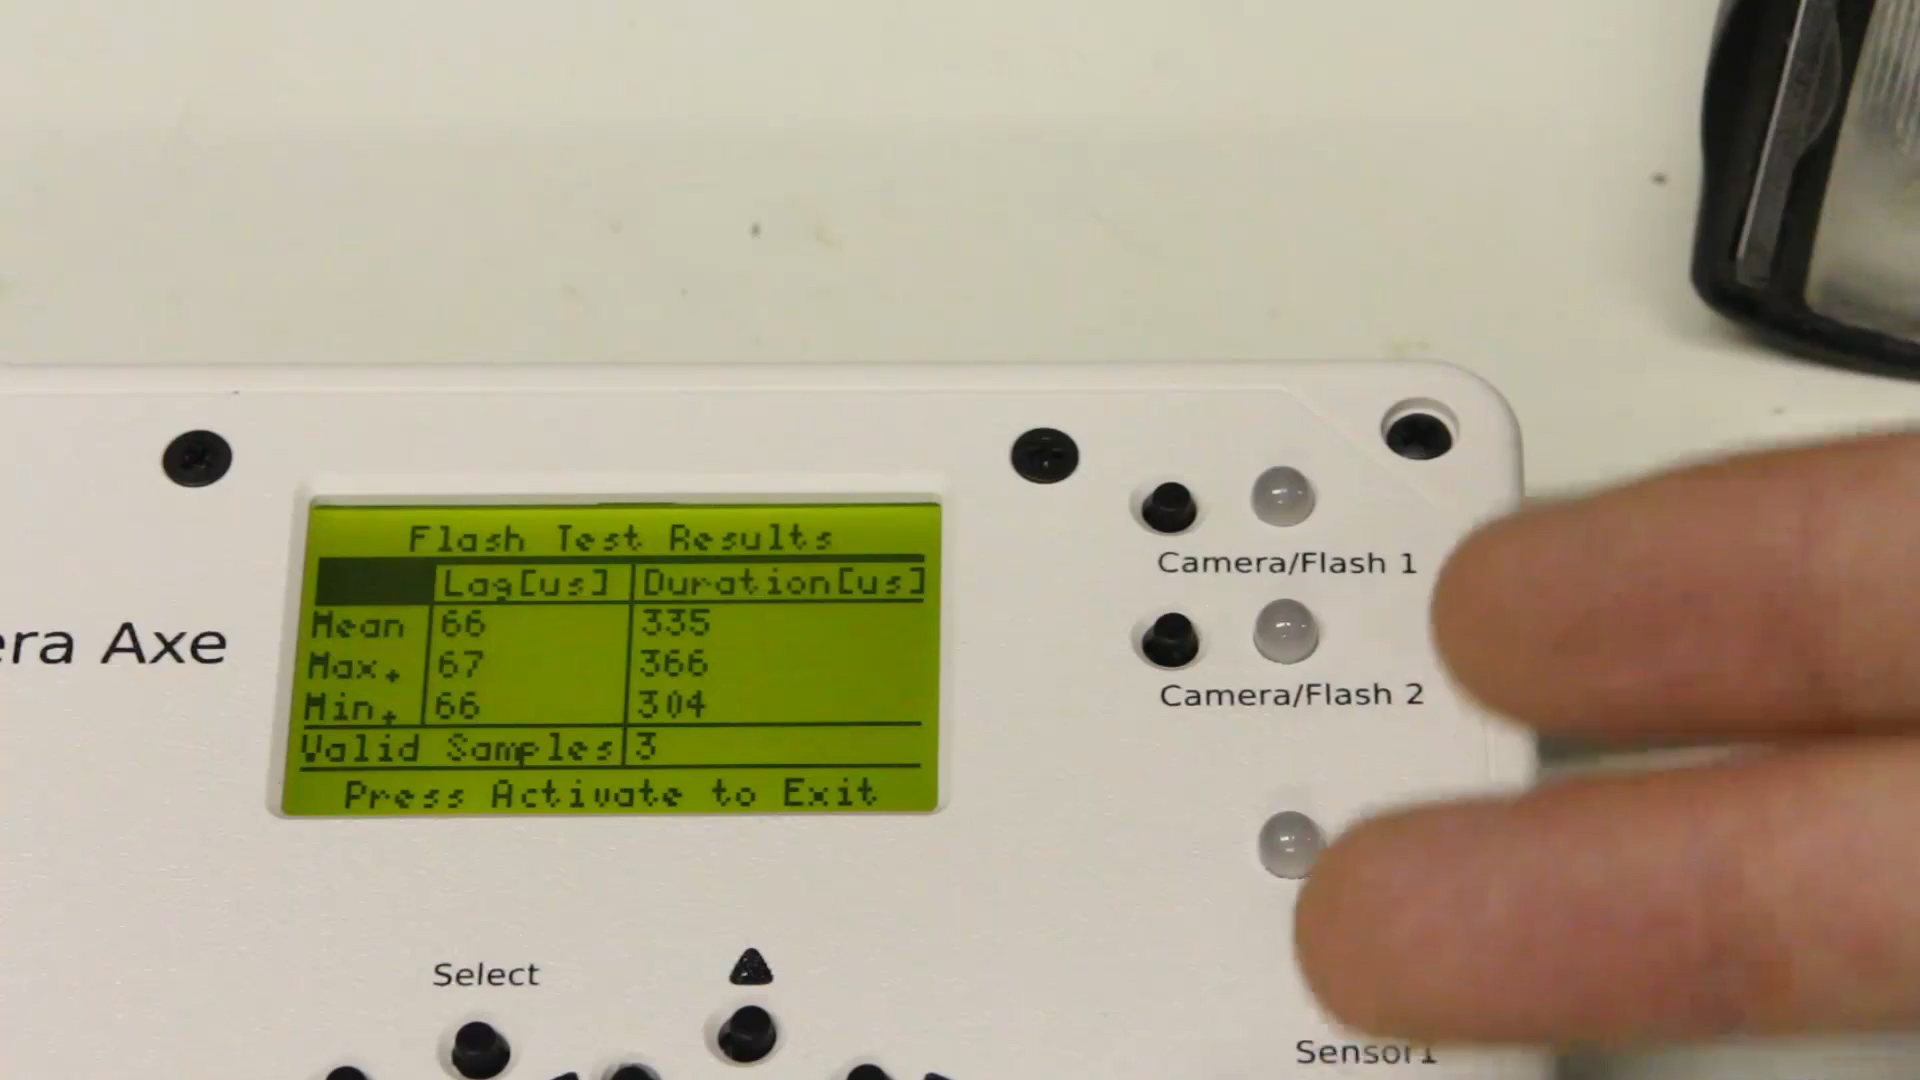 Flash Test Results
Lag[us] Duration[us]
Mean 66 335
Max. 67 366
Min. 66 304
Valid Samples 3
Press Activate to Exit
era Axe
Camera/Flash 1
Camera/Flash 2
Select
Sensor1